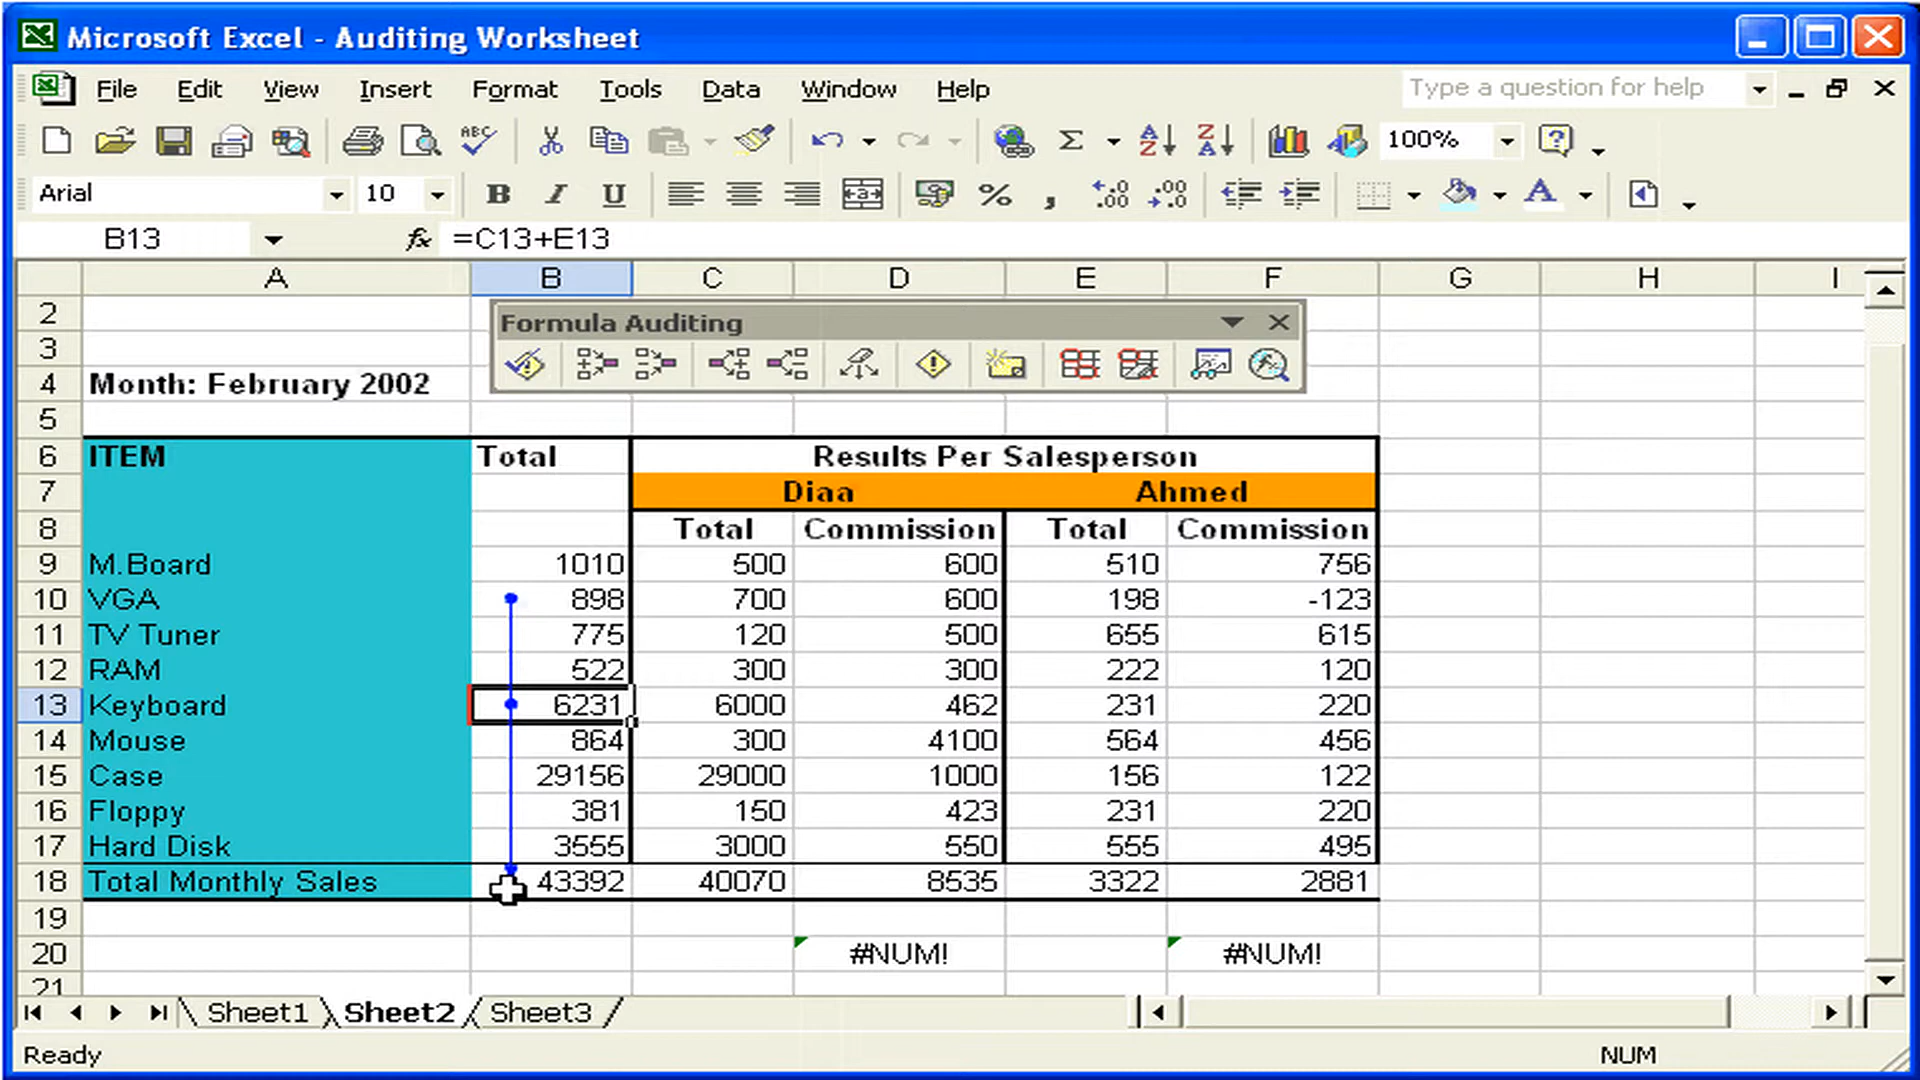 Microsoft Excel - Auditing Worksheet
File Edit View Insert Format Tools Data Window Help Type a question for help
ABC Σ A Z Z A 100% ?
Arial 10 B I U a % , .0 .00 .00 .0 A
B13 fx =C13+E13
A B C D E F G H I
Formula Auditing
2
3
4 Month: February 2002
5
6 ITEM Total Results Per Salesperson
7 Diaa Ahmed
8 Total Commission Total Commission
9 M.Board 1010 500 600 510 756
10 VGA 898 700 600 198 -123
11 TV Tuner 775 120 500 655 615
12 RAM 522 300 300 222 120
13 Keyboard 6231 6000 462 231 220
14 Mouse 864 300 4100 564 456
15 Case 29156 29000 1000 156 122
16 Floppy 381 150 423 231 220
17 Hard Disk 3555 3000 550 555 495
18 Total Monthly Sales 43392 40070 8535 3322 2881
19
20 #NUM! #NUM!
21
Sheet1 Sheet2 Sheet3
Ready NUM